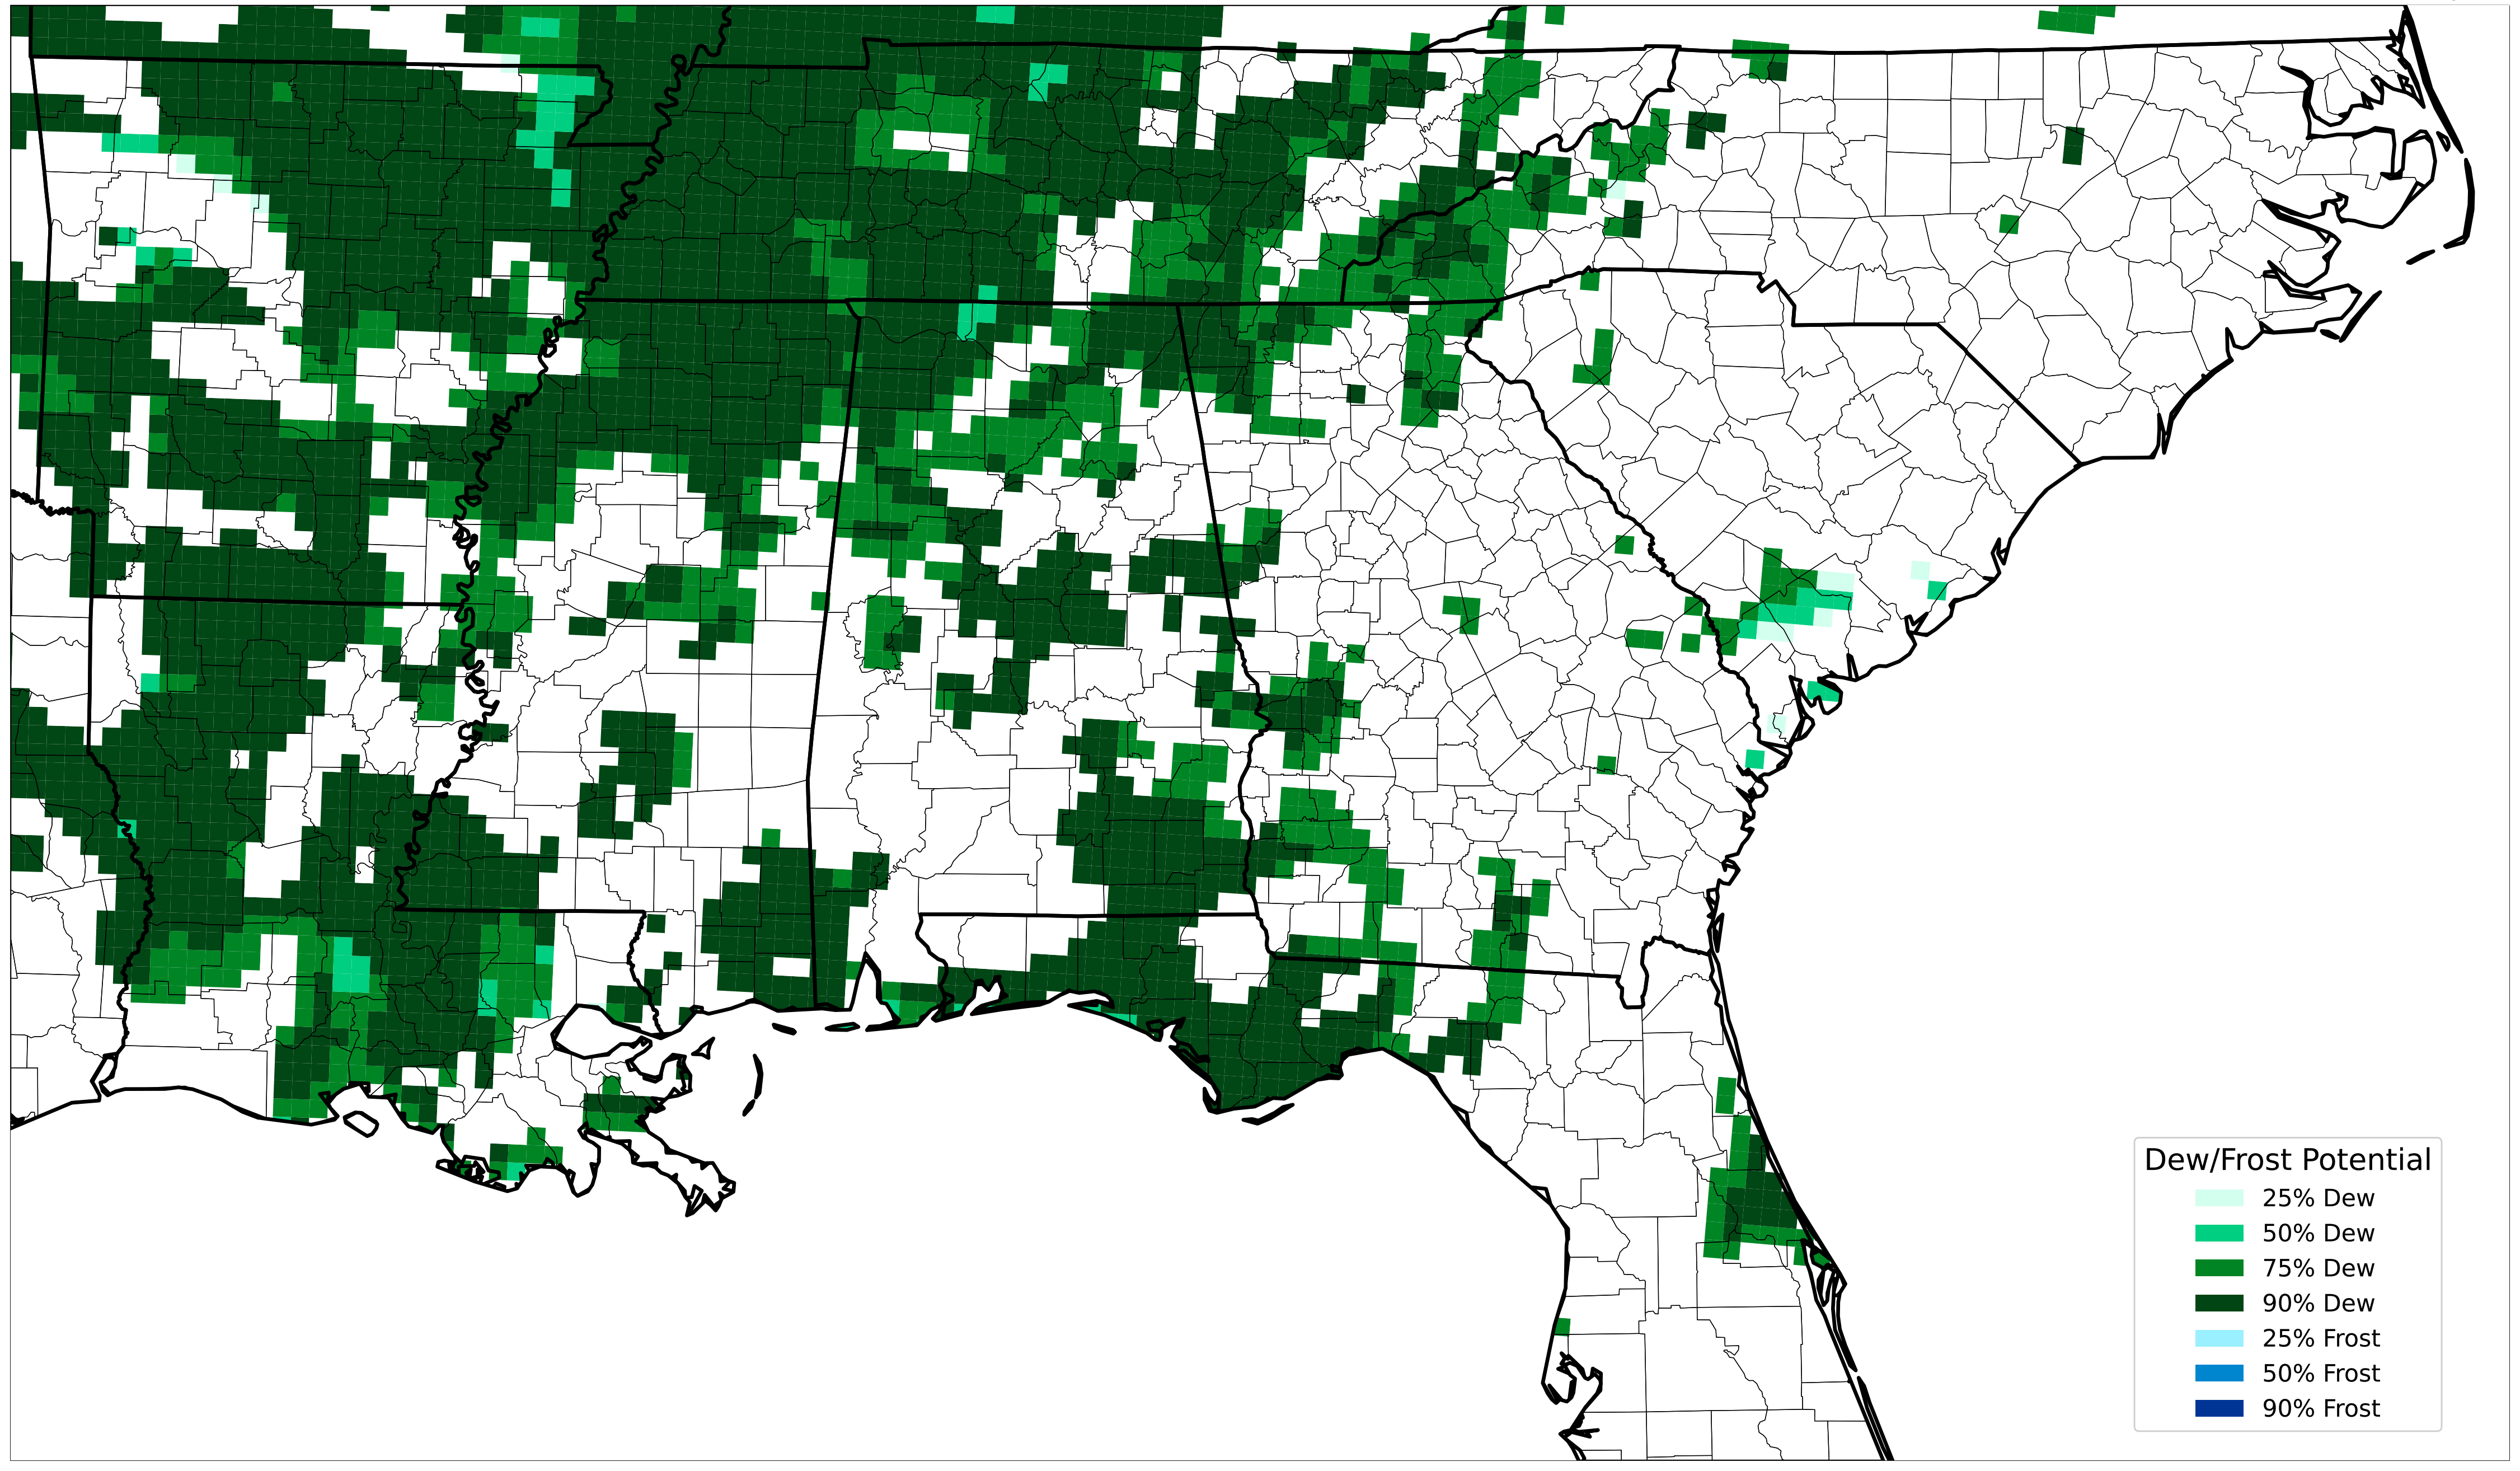 Dew/Frost Potential
25% Dew
50% Dew
75% Dew
90% Dew
25% Frost
50% Frost
90% Frost